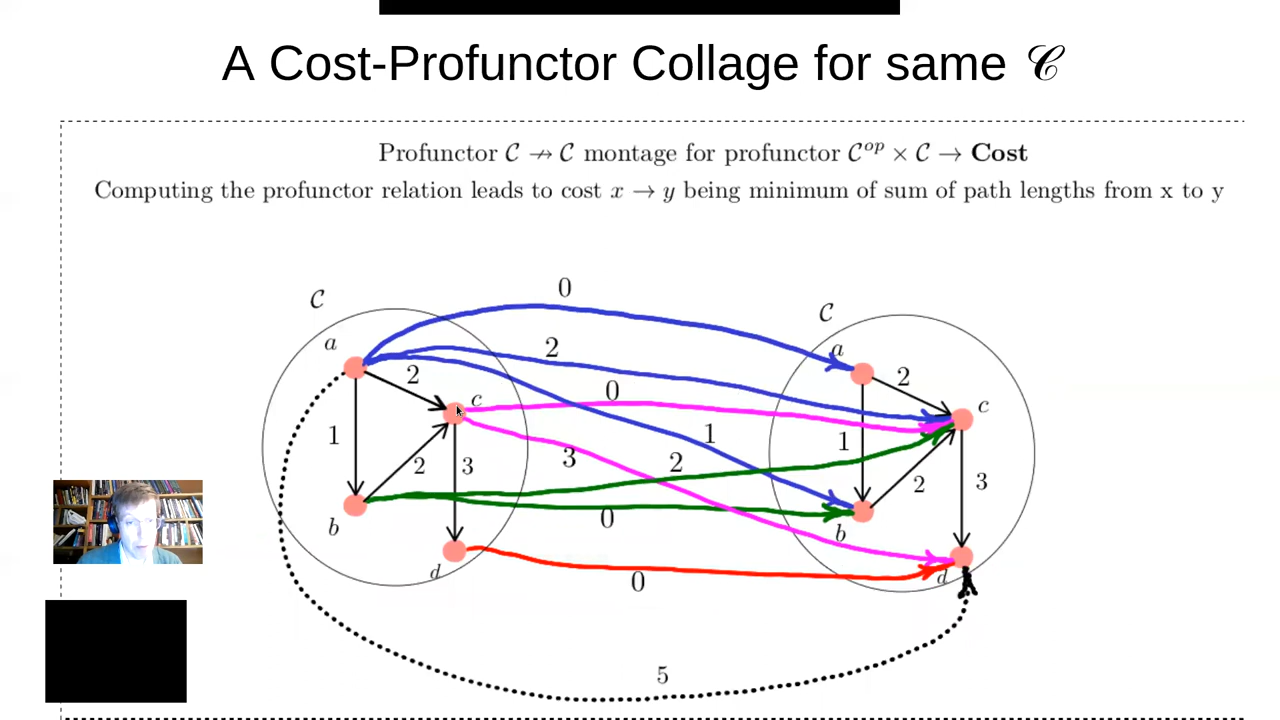 A Cost-Profunctor Collage for same 𝒞
Profunctor 𝒞 ⇸ 𝒞 montage for profunctor 𝒞ᵒᵖ × 𝒞 → Cost
Computing the profunctor relation leads to cost x → y being minimum of sum of path lengths from x to y
0
𝒞
𝒞
a
2
a
2
2
0
c
c
1
1
1
2
3
3
2
2
3
b
0
b
d
0
d
5